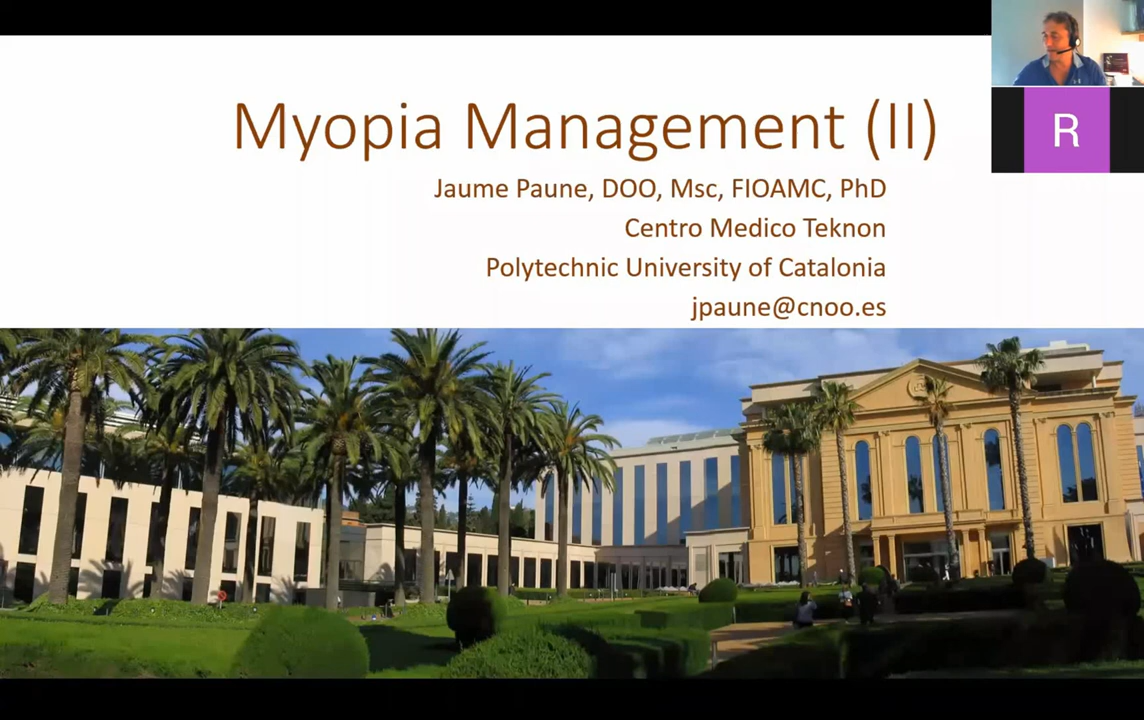 Myopia Management (II)
Jaume Paune, DOO, Msc, FIOAMC, PhD
Centro Medico Teknon
Polytechnic University of Catalonia
jpaune@cnoo.es
R